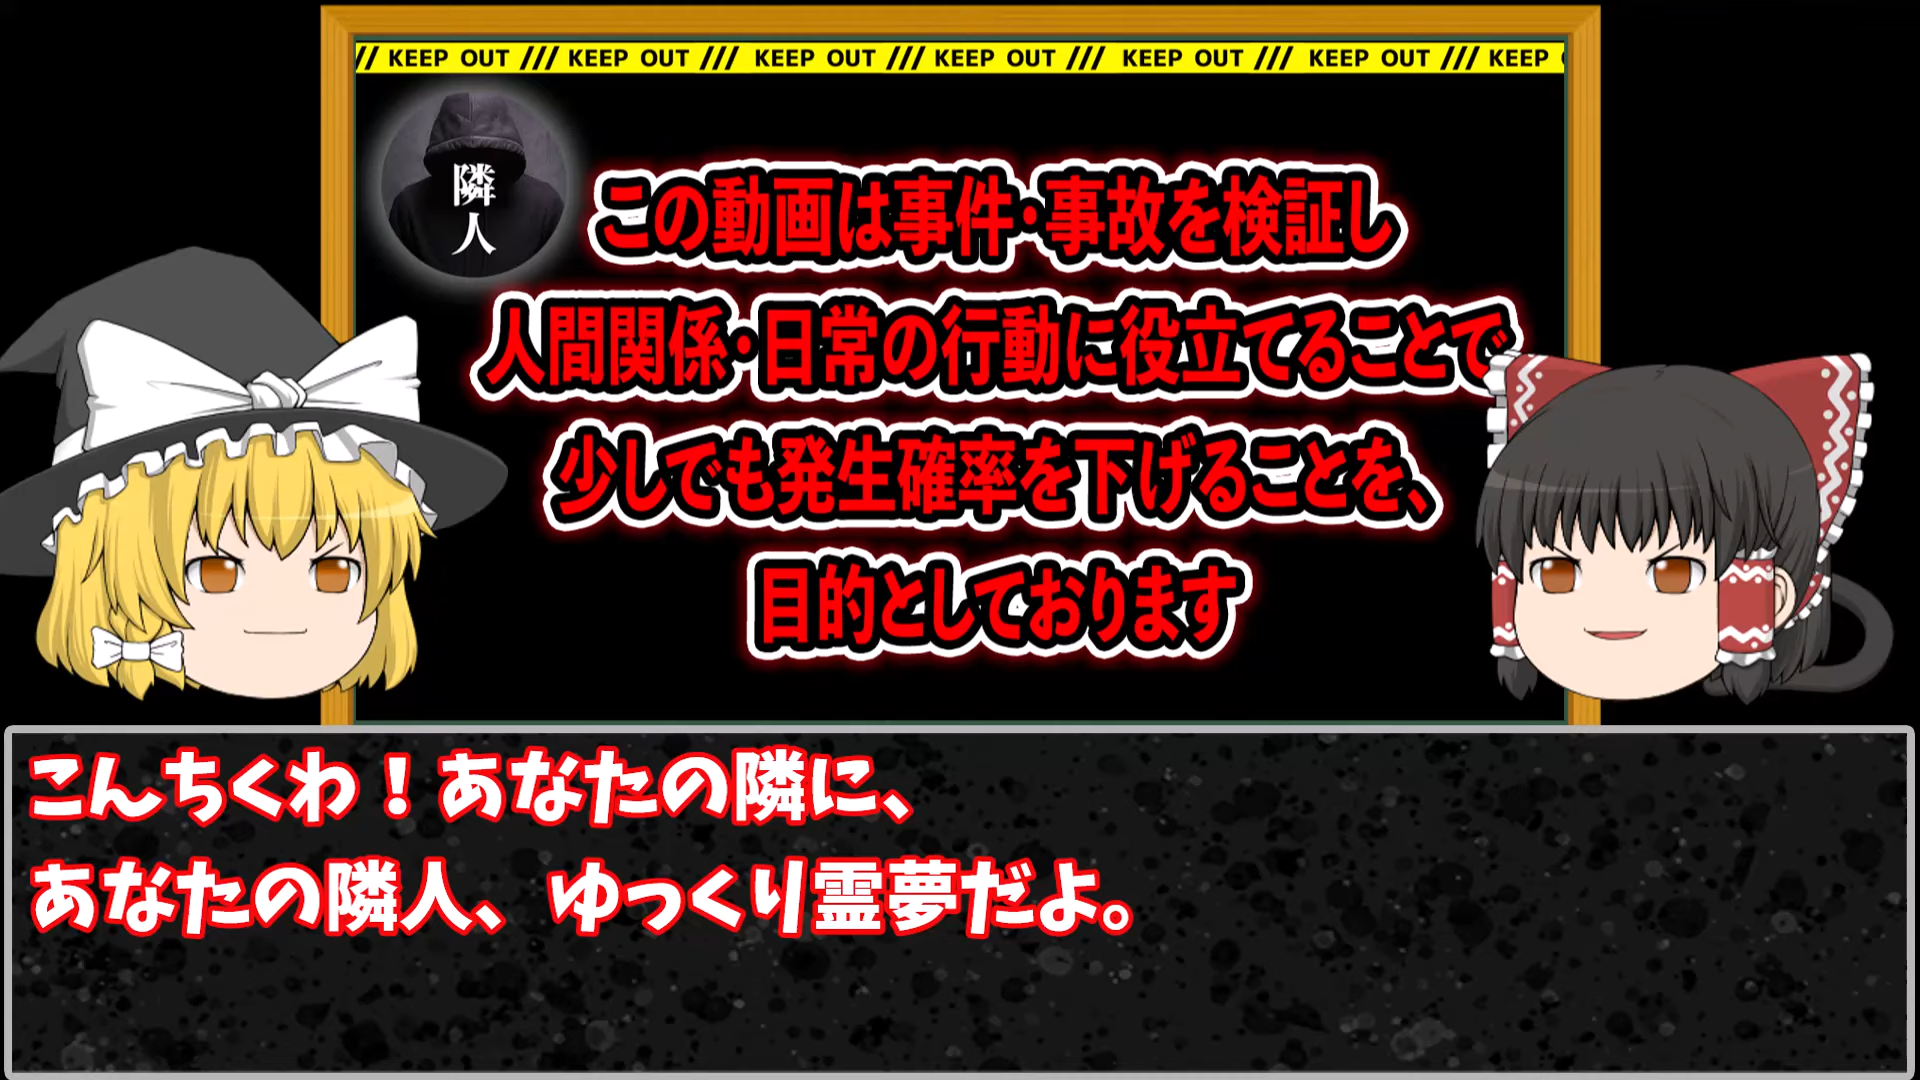 /// KEEP OUT /// KEEP OUT /// KEEP OUT /// KEEP OUT /// KEEP OUT /// KEEP OUT /// KEEP
隣人
この動画は事件・事故を検証し
人間関係・日常の行動に役立てることで
少しでも発生確率を下げることを、
目的としております
こんちくわ！あなたの隣に、
あなたの隣人、ゆっくり霊夢だよ。